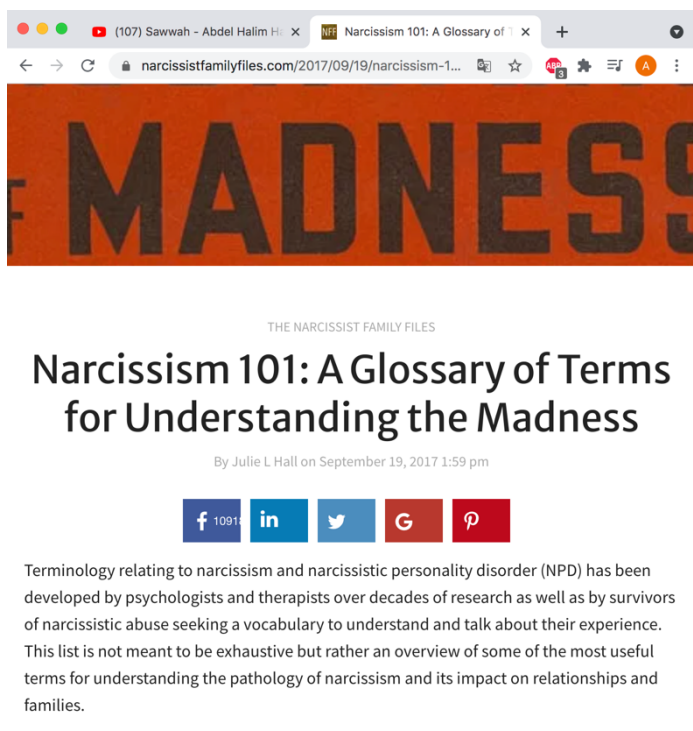 (107) Sawwah - Abdel Halim Ha
NFF
Narcissism 101: A Glossary of T
narcissistfamilyfiles.com/2017/09/19/narcissism-1...
ABP
3
A
MADNESS
THE NARCISSIST FAMILY FILES
Narcissism 101: A Glossary of Terms
for Understanding the Madness
By Julie L Hall on September 19, 2017 1:59 pm
f 1091
in
G
Terminology relating to narcissism and narcissistic personality disorder (NPD) has been
developed by psychologists and therapists over decades of research as well as by survivors
of narcissistic abuse seeking a vocabulary to understand and talk about their experience.
This list is not meant to be exhaustive but rather an overview of some of the most useful
terms for understanding the pathology of narcissism and its impact on relationships and
families.